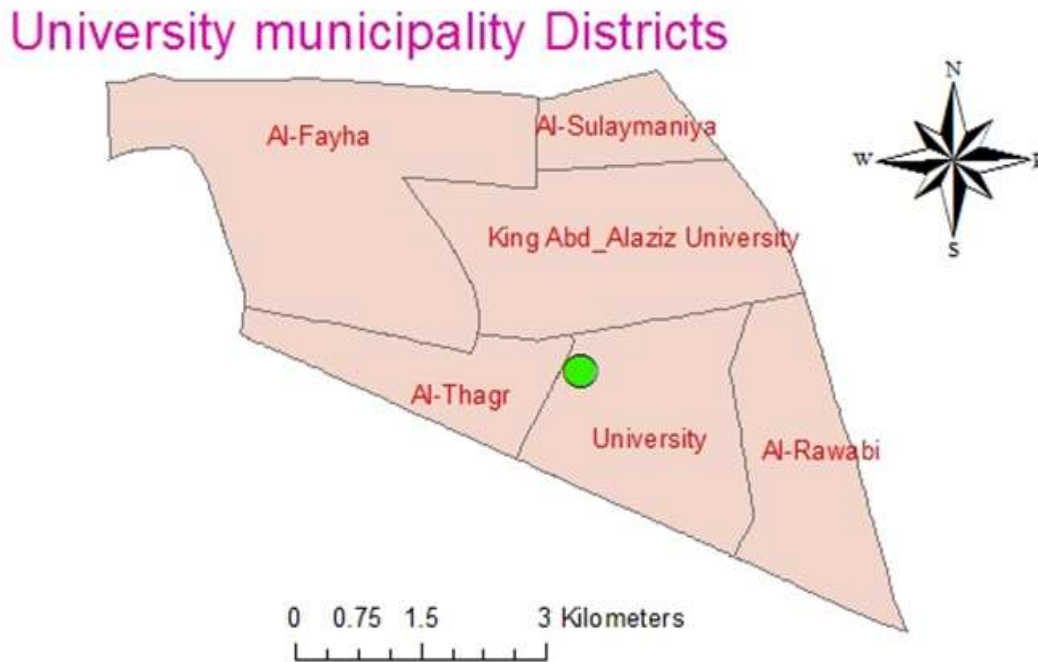 University municipality Districts
N
Al-Fayha
Al-Sulaymaniya
W
E
King Abd_Alaziz University
S
Al-Thagr
University
Al-Rawabi
0 0.75 1.5 3 Kilometers